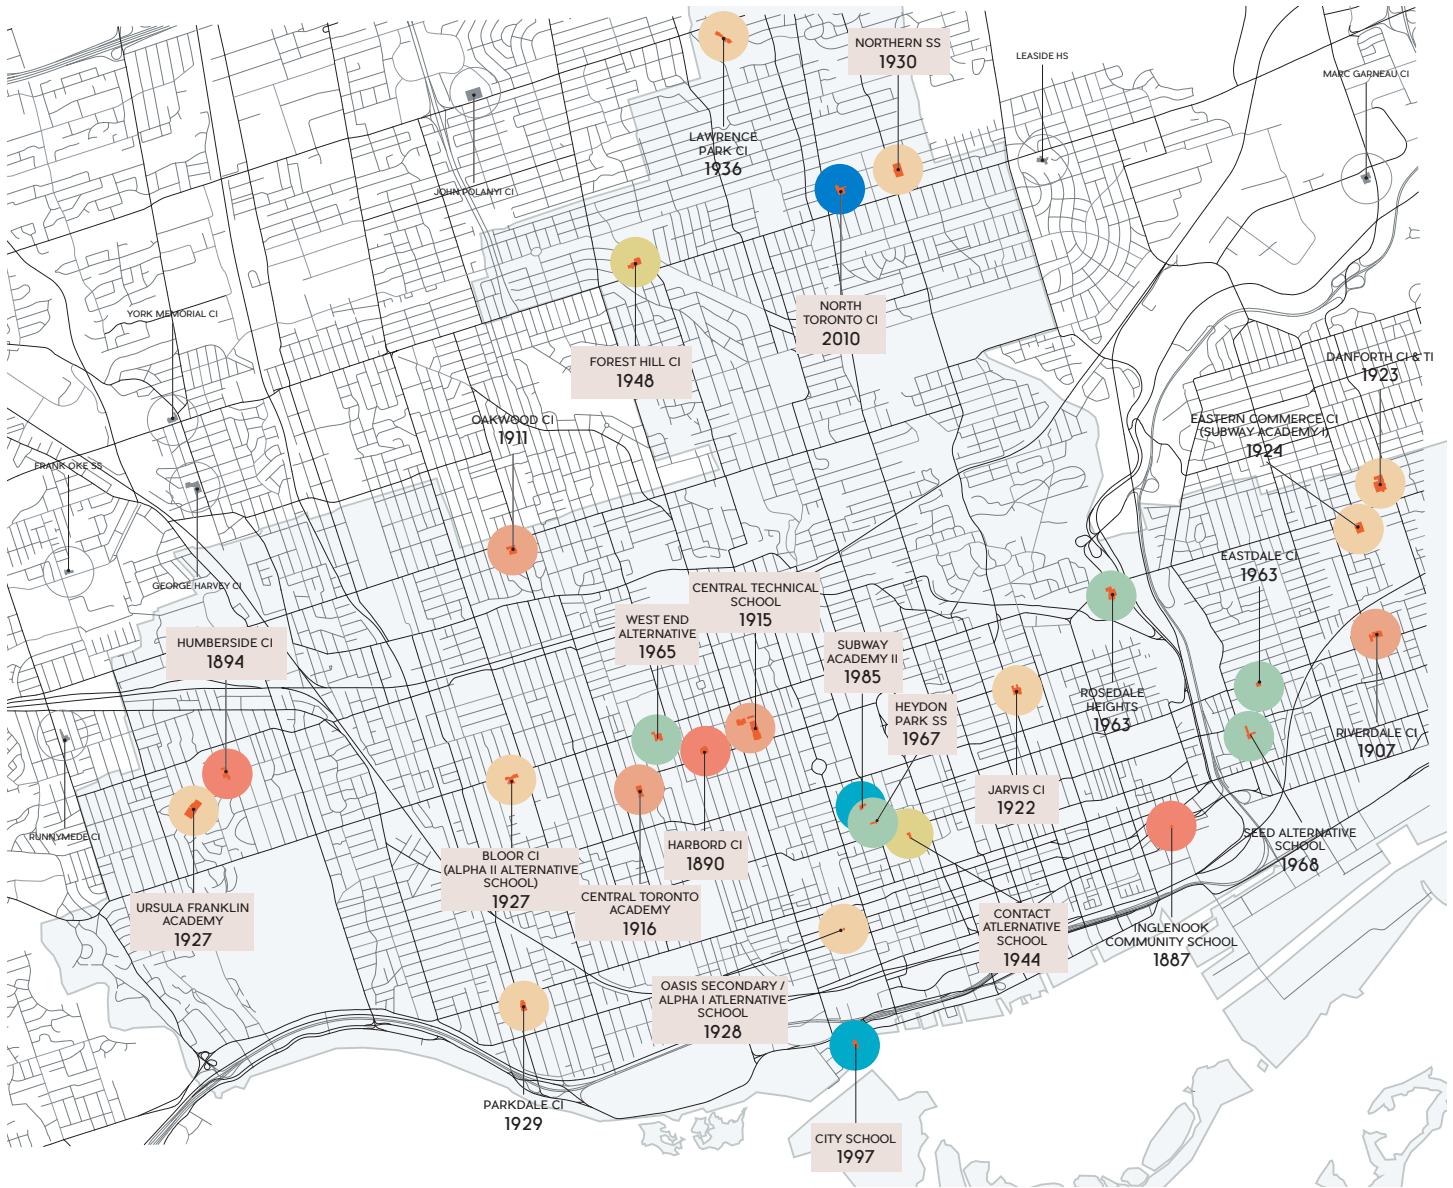 NORTHERN SS
1930
LEASIDE HS
MARC GARNEAU CI
LAWRENCE
PARK CI
1936
JOHN POLANYI CI
YORK MEMORIAL CI
NORTH
TORONTO CI
2010
FOREST HILL CI
1948
DANFORTH CI & TI
1923
OAKWOOD CI
1911
EASTERN COMMERCE CI
(SUBWAY ACADEMY I)
1924
FRANK OKE SS
GEORGE HARVEY CI
EASTDALE CI
1963
CENTRAL TECHNICAL
SCHOOL
1915
WEST END
ALTERNATIVE
1965
HUMBERSIDE CI
1894
SUBWAY
ACADEMY II
1985
HEYDON
PARK SS
1967
ROSEDALE
HEIGHTS
1963
RIVERDALE CI
1907
JARVIS CI
1922
RUNNYMEDE CI
HARBORD CI
1890
SEED ALTERNATIVE
SCHOOL
1968
BLOOR CI
(ALPHA II ALTERNATIVE
SCHOOL)
1927
CENTRAL TORONTO
ACADEMY
1916
URSULA FRANKLIN
ACADEMY
1927
CONTACT
ATLERNATIVE
SCHOOL
1944
INGLENOOK
COMMUNITY SCHOOL
1887
OASIS SECONDARY /
ALPHA I ATLERNATIVE
SCHOOL
1928
PARKDALE CI
1929
CITY SCHOOL
1997